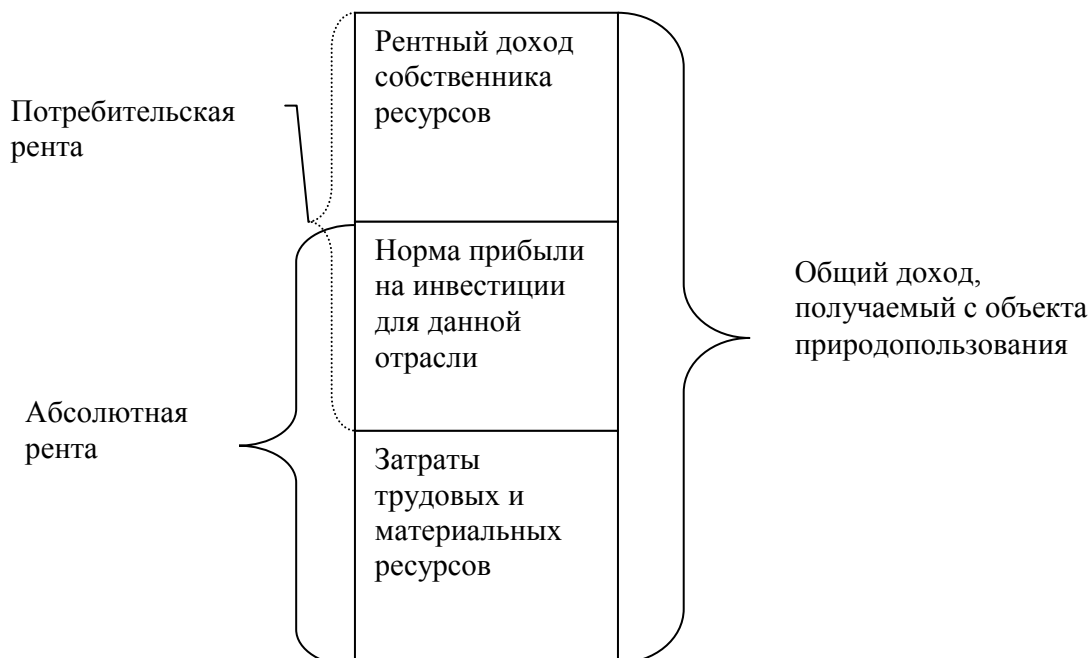 Рентный доход
собственника
ресурсов
Потребительская
рента
Норма прибыли
на инвестиции
для данной
отрасли
Общий доход,
получаемый с объекта
природопользования
Абсолютная
рента
Затраты
трудовых и
материальных
ресурсов